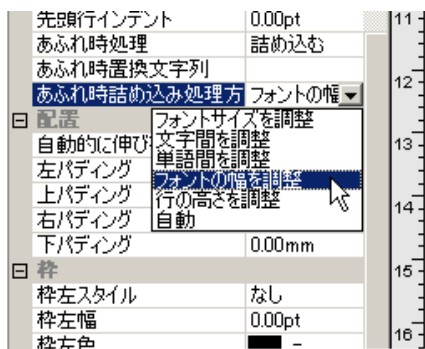 先頭行インデント 0.00pt
あふれ時処理 詰め込む
あふれ時置換文字列
あふれ時詰め込み処理方 フォントの幅
配置
フォントサイズを調整
自動的に伸び
文字間を調整
単語間を調整
左パディング
フォントの幅を調整
上パディング
行の高さを調整
右パディング
自動
下パディング 0.00mm
枠
枠左スタイル なし
枠左幅 0.00pt
枠左色
11
12
13
14
15
16